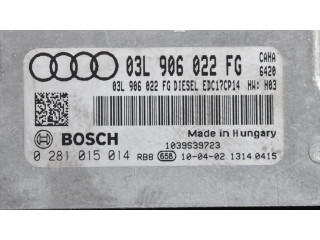 03L 906 022 FG
CAHA
6420
03L 906 022 FG DIESEL EDC17CP14 HW: H03
BOSCH
Made in Hungary
1039S39723
0 281 015 014 RBB 658 10-04-02 1314 0415